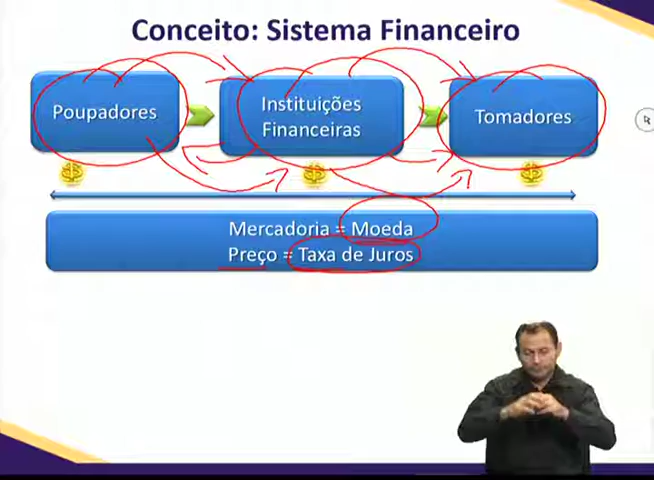 Conceito: Sistema Financeiro
Poupadores
Instituições
Financeiras
Tomadores
Mercadoria = Moeda
Preço = Taxa de Juros